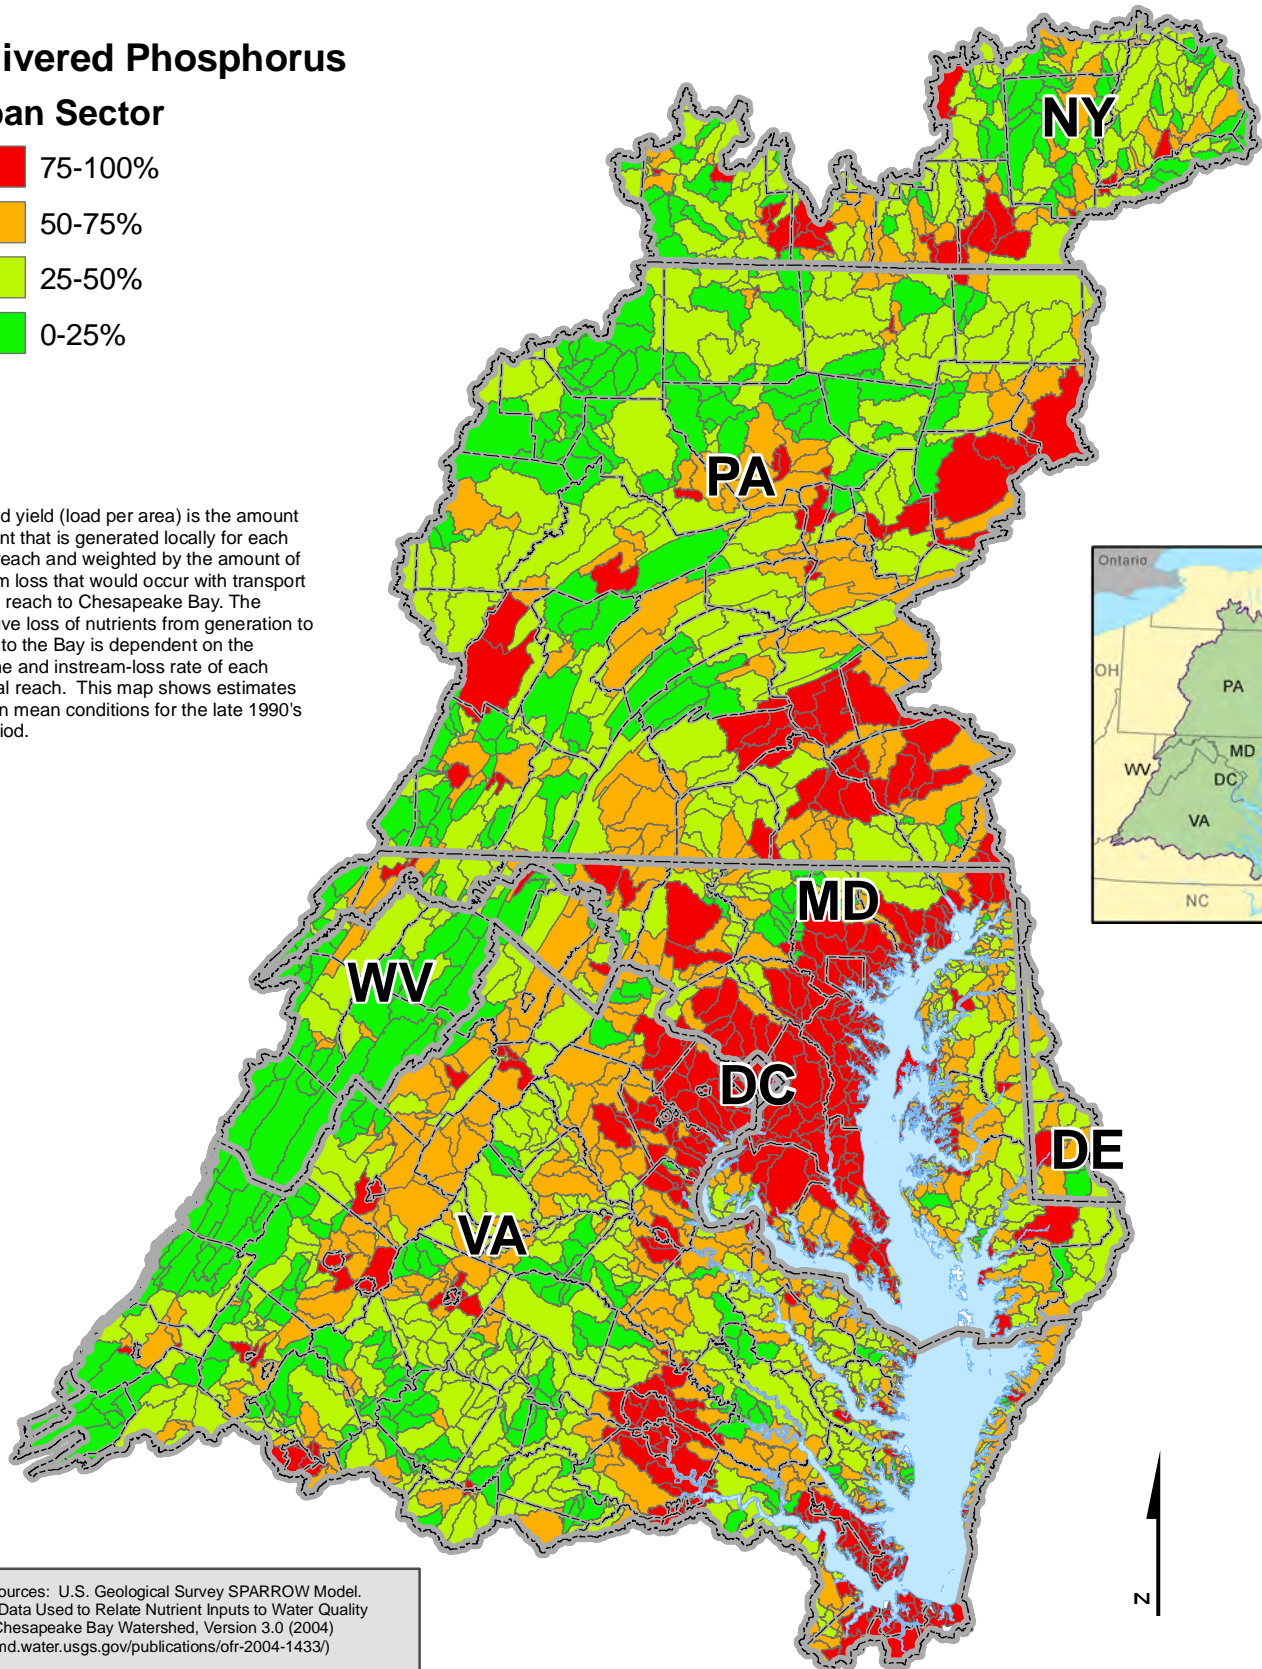 ivered Phosphorus
an Sector
75-100%
50-75%
25-50%
0-25%
d yield (load per area) is the amount
nt that is generated locally for each
reach and weighted by the amount of
m loss that would occur with transport
reach to Chesapeake Bay. The
ive loss of nutrients from generation to
to the Bay is dependent on the
ne and instream-loss rate of each
al reach. This map shows estimates
n mean conditions for the late 1990's
iod.
NY
PA
MD
WV
DC
DE
VA
Ontario
OH
PA
MD
WV
DC
VA
NC
N
ources: U.S. Geological Survey SPARROW Model.
Data Used to Relate Nutrient Inputs to Water Quality
Chesapeake Bay Watershed, Version 3.0 (2004)
md.water.usgs.gov/publications/ofr-2004-1433/)